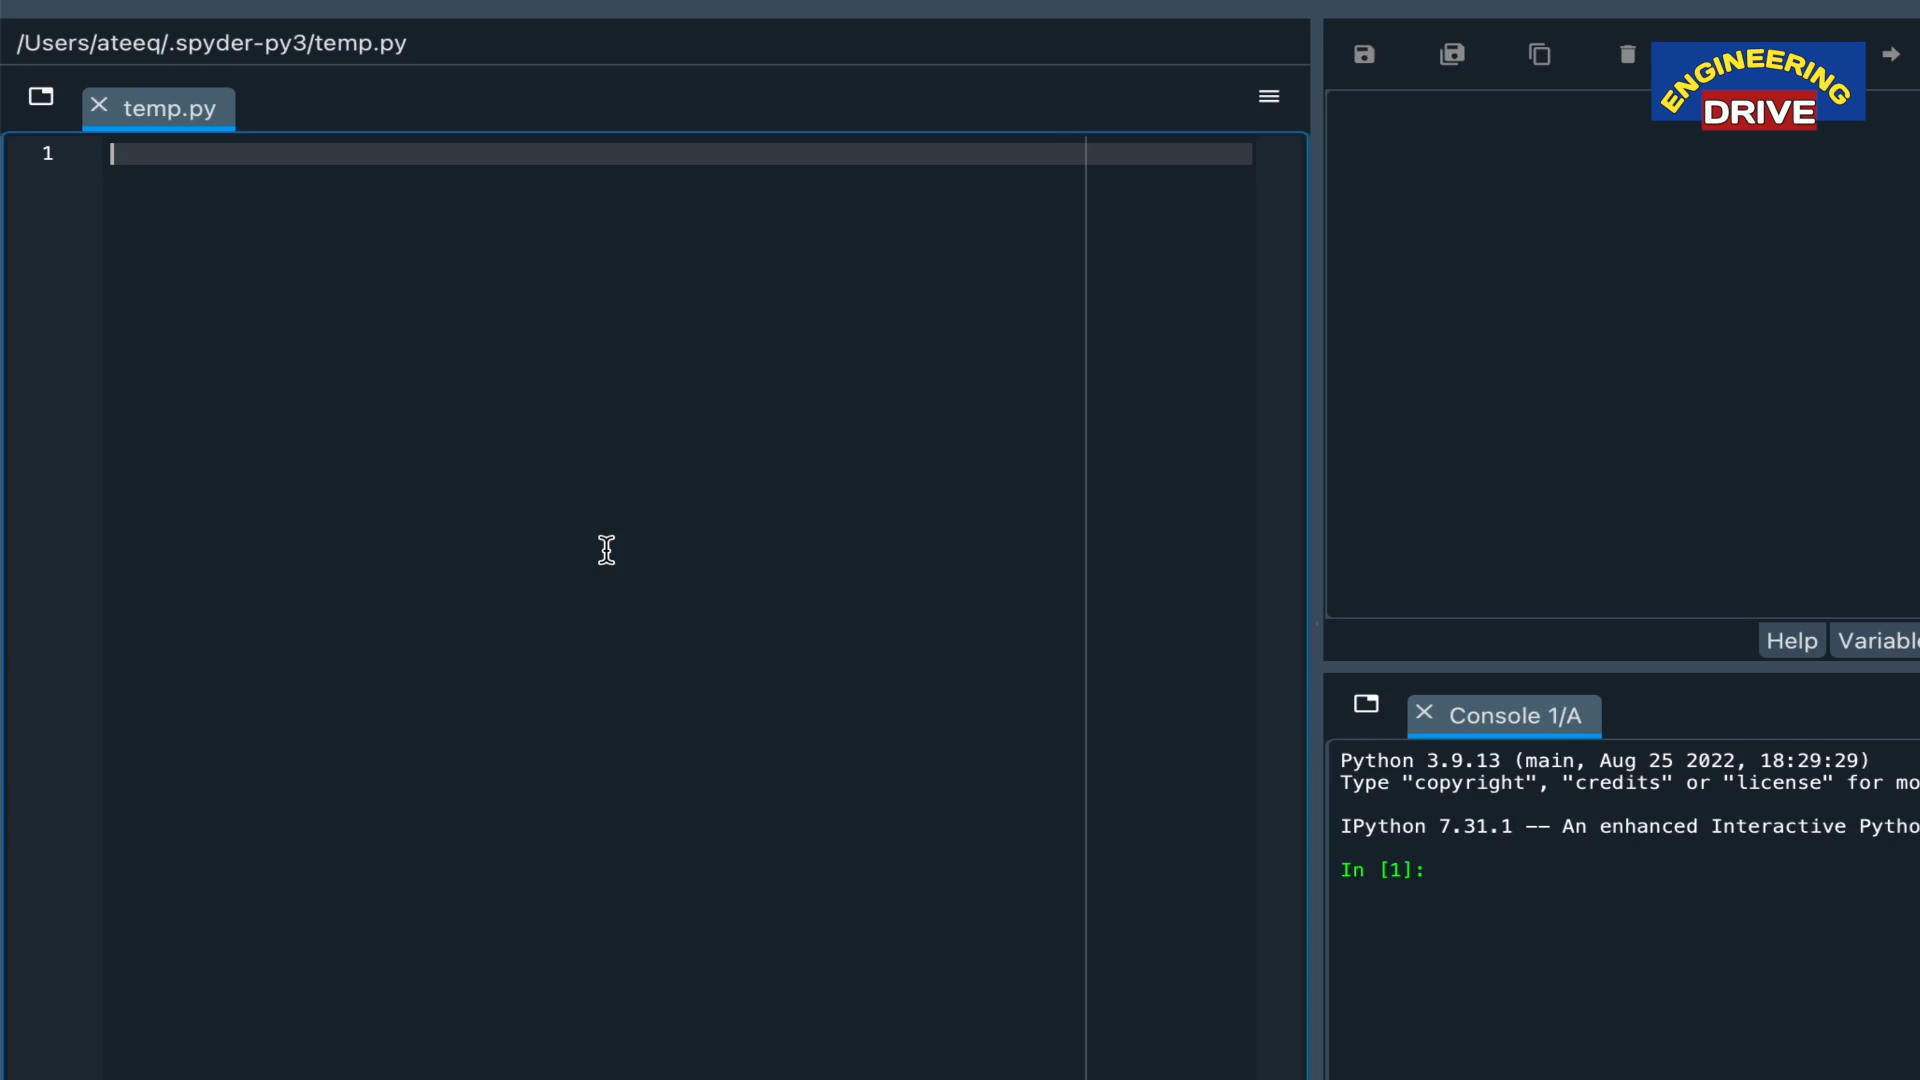 /Users/ateeq/.spyder-py3/temp.py
temp.py
1
ENGINEERING
DRIVE
Help
Variable
Console 1/A
Python 3.9.13 (main, Aug 25 2022, 18:29:29)
Type "copyright", "credits" or "license" for mo
IPython 7.31.1 -- An enhanced Interactive Pytho
In [1]: